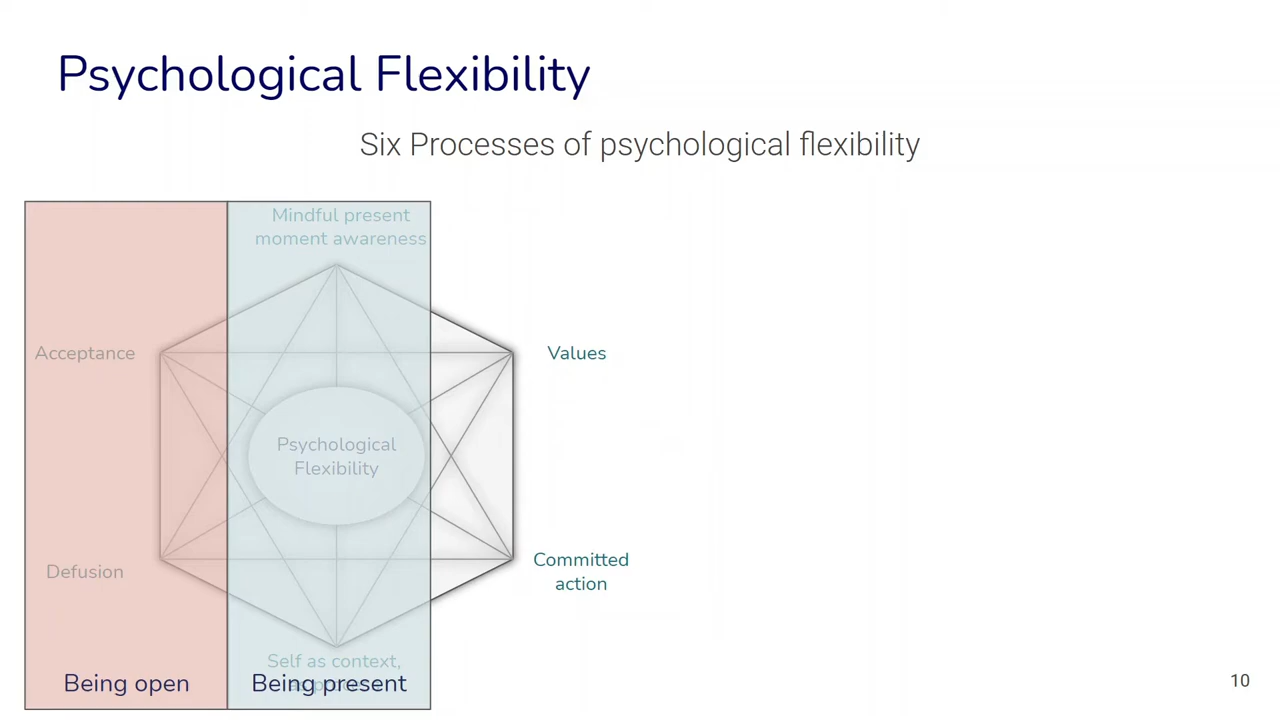 Psychological Flexibility
Six Processes of psychological flexibility
Mindful present
moment awareness
Acceptance
Values
Psychological
Flexibility
Defusion
Committed
action
Self as context,
Being open
Being present
10